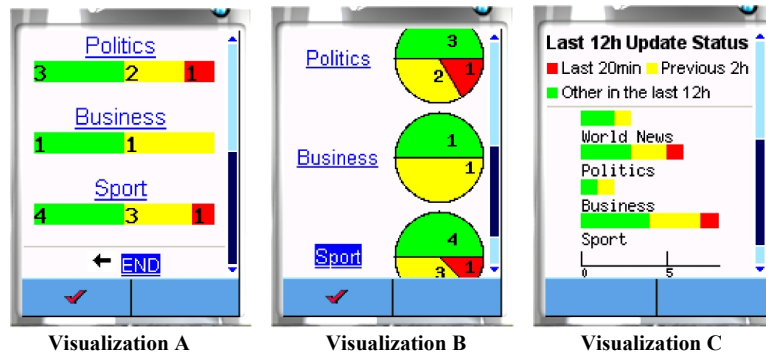 Politics
3 2 1
Business
1 1
Sport
4 3 1
END
Politics
3
2 1
Business
1
1
Sport
4
3 1
Last 12h Update Status
Last 20min Previous 2h
Other in the last 12h
World News
Politics
Business
Sport
0 5
Visualization A
Visualization B
Visualization C